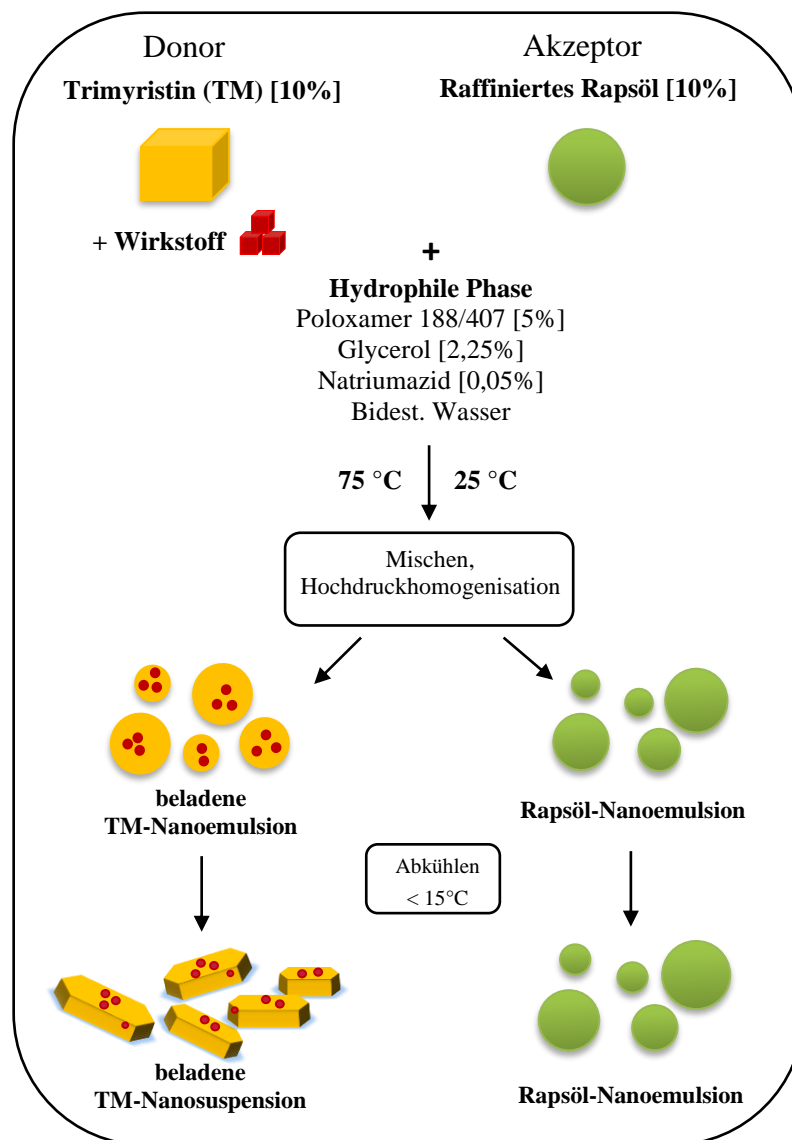 Donor
Akzeptor
Trimyristin (TM) [10%]
Raffiniertes Rapsöl [10%]
+ Wirkstoff
+
Hydrophile Phase
Poloxamer 188/407 [5%]
Glycerol [2,25%]
Natriumazid [0,05%]
Bidest. Wasser
75 °C
25 °C
Mischen,
Hochdruckhomogenisation
beladene
TM-Nanoemulsion
Rapsöl-Nanoemulsion
Abkühlen
< 15°C
beladene
TM-Nanosuspension
Rapsöl-Nanoemulsion